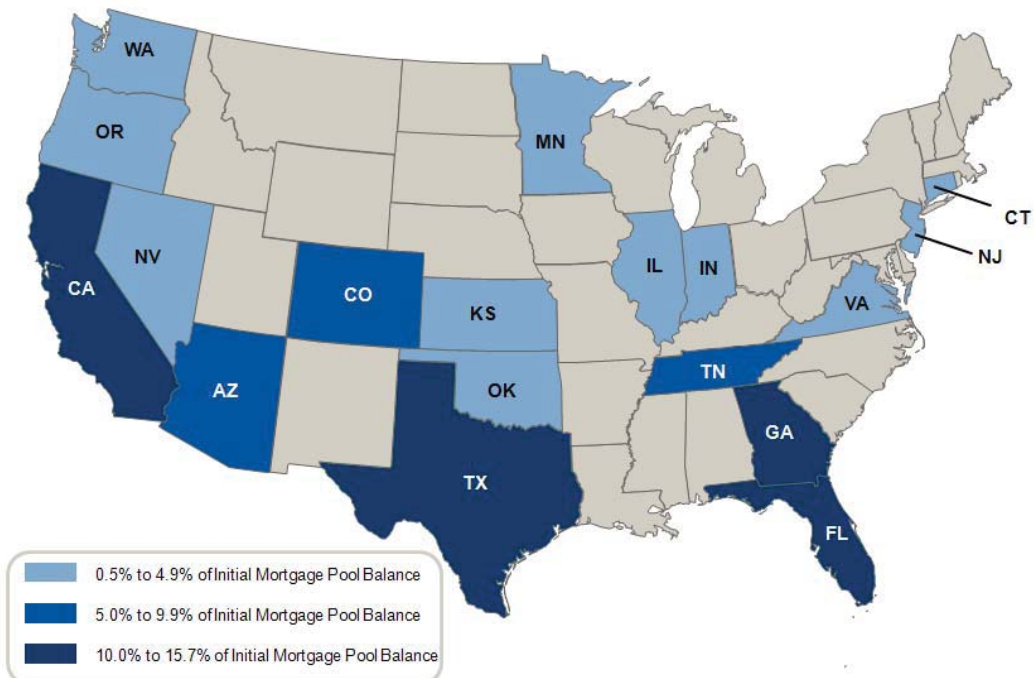 WA
OR
MN
CT
NV
IL
IN
NJ
CA
CO
KS
VA
AZ
OK
TN
TX
GA
FL
0.5% to 4.9% of Initial Mortgage Pool Balance
5.0% to 9.9% of Initial Mortgage Pool Balance
10.0% to 15.7% of Initial Mortgage Pool Balance